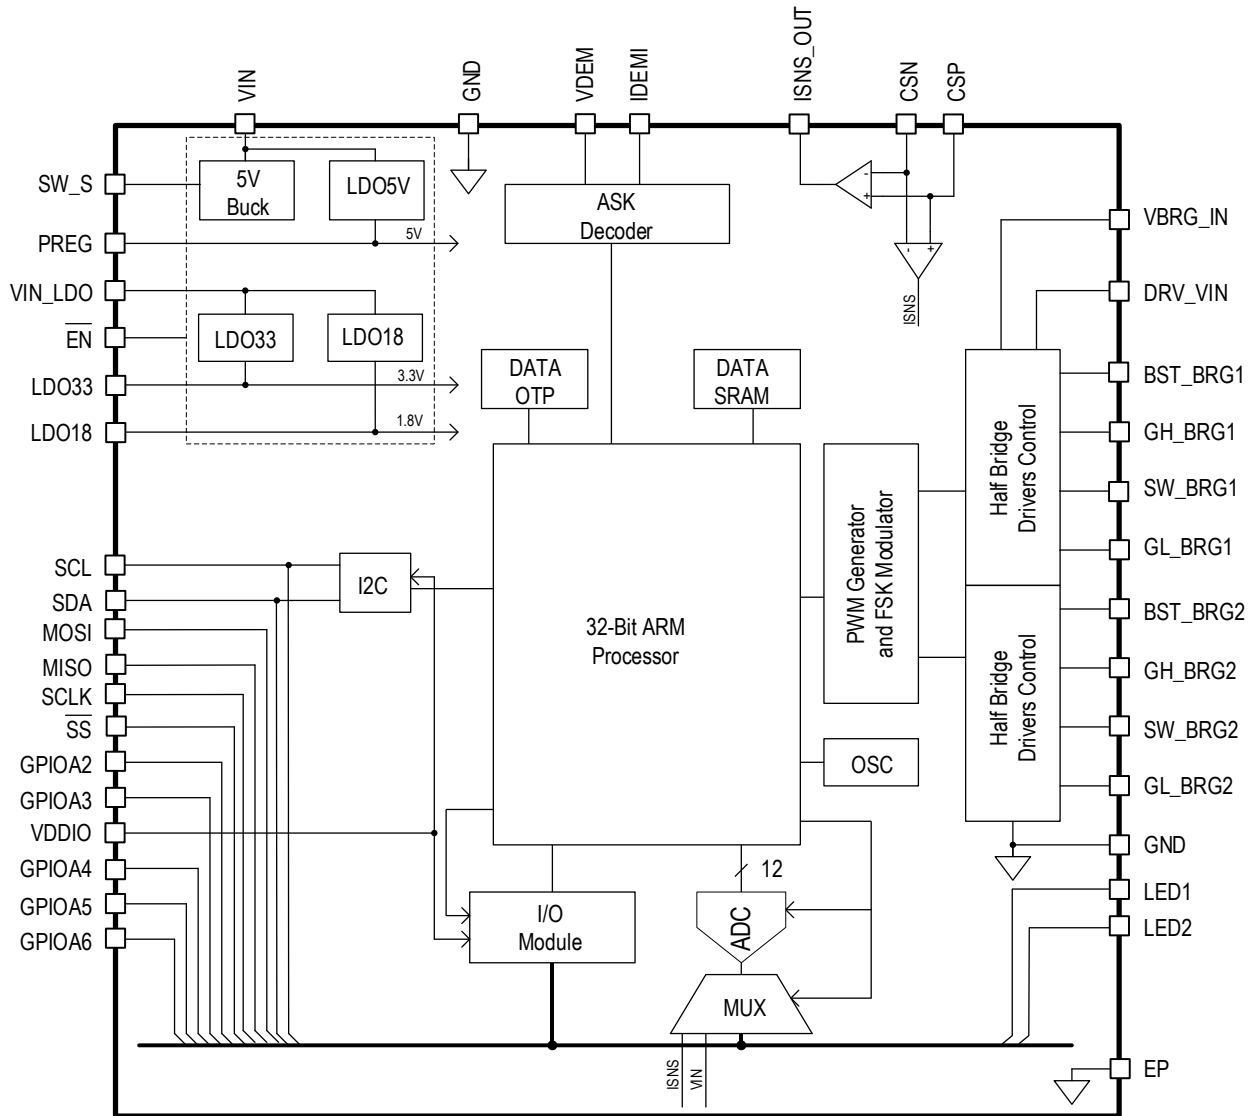 VIN
GND
VDEM
IDEMI
ISNS_OUT
CSN
CSP
SW_S
PREG
VIN_LDO
EN
LDO33
LDO18
5V
Buck
LDO5V
5V
LDO33
LDO18
3.3V
1.8V
ASK
Decoder
-
+
-
+
ISNS
VBRG_IN
DRV_VIN
BST_BRG1
GH_BRG1
SW_BRG1
GL_BRG1
BST_BRG2
GH_BRG2
SW_BRG2
GL_BRG2
GND
LED1
LED2
EP
DATA
OTP
DATA
SRAM
Half Bridge
Drivers Control
Half Bridge
Drivers Control
PWM Generator
and FSK Modulator
32-Bit ARM
Processor
OSC
I2C
SCL
SDA
MOSI
MISO
SCLK
SS
GPIOA2
GPIOA3
VDDIO
GPIOA4
GPIOA5
GPIOA6
I/O
Module
12
ADC
MUX
ISNS
VIN